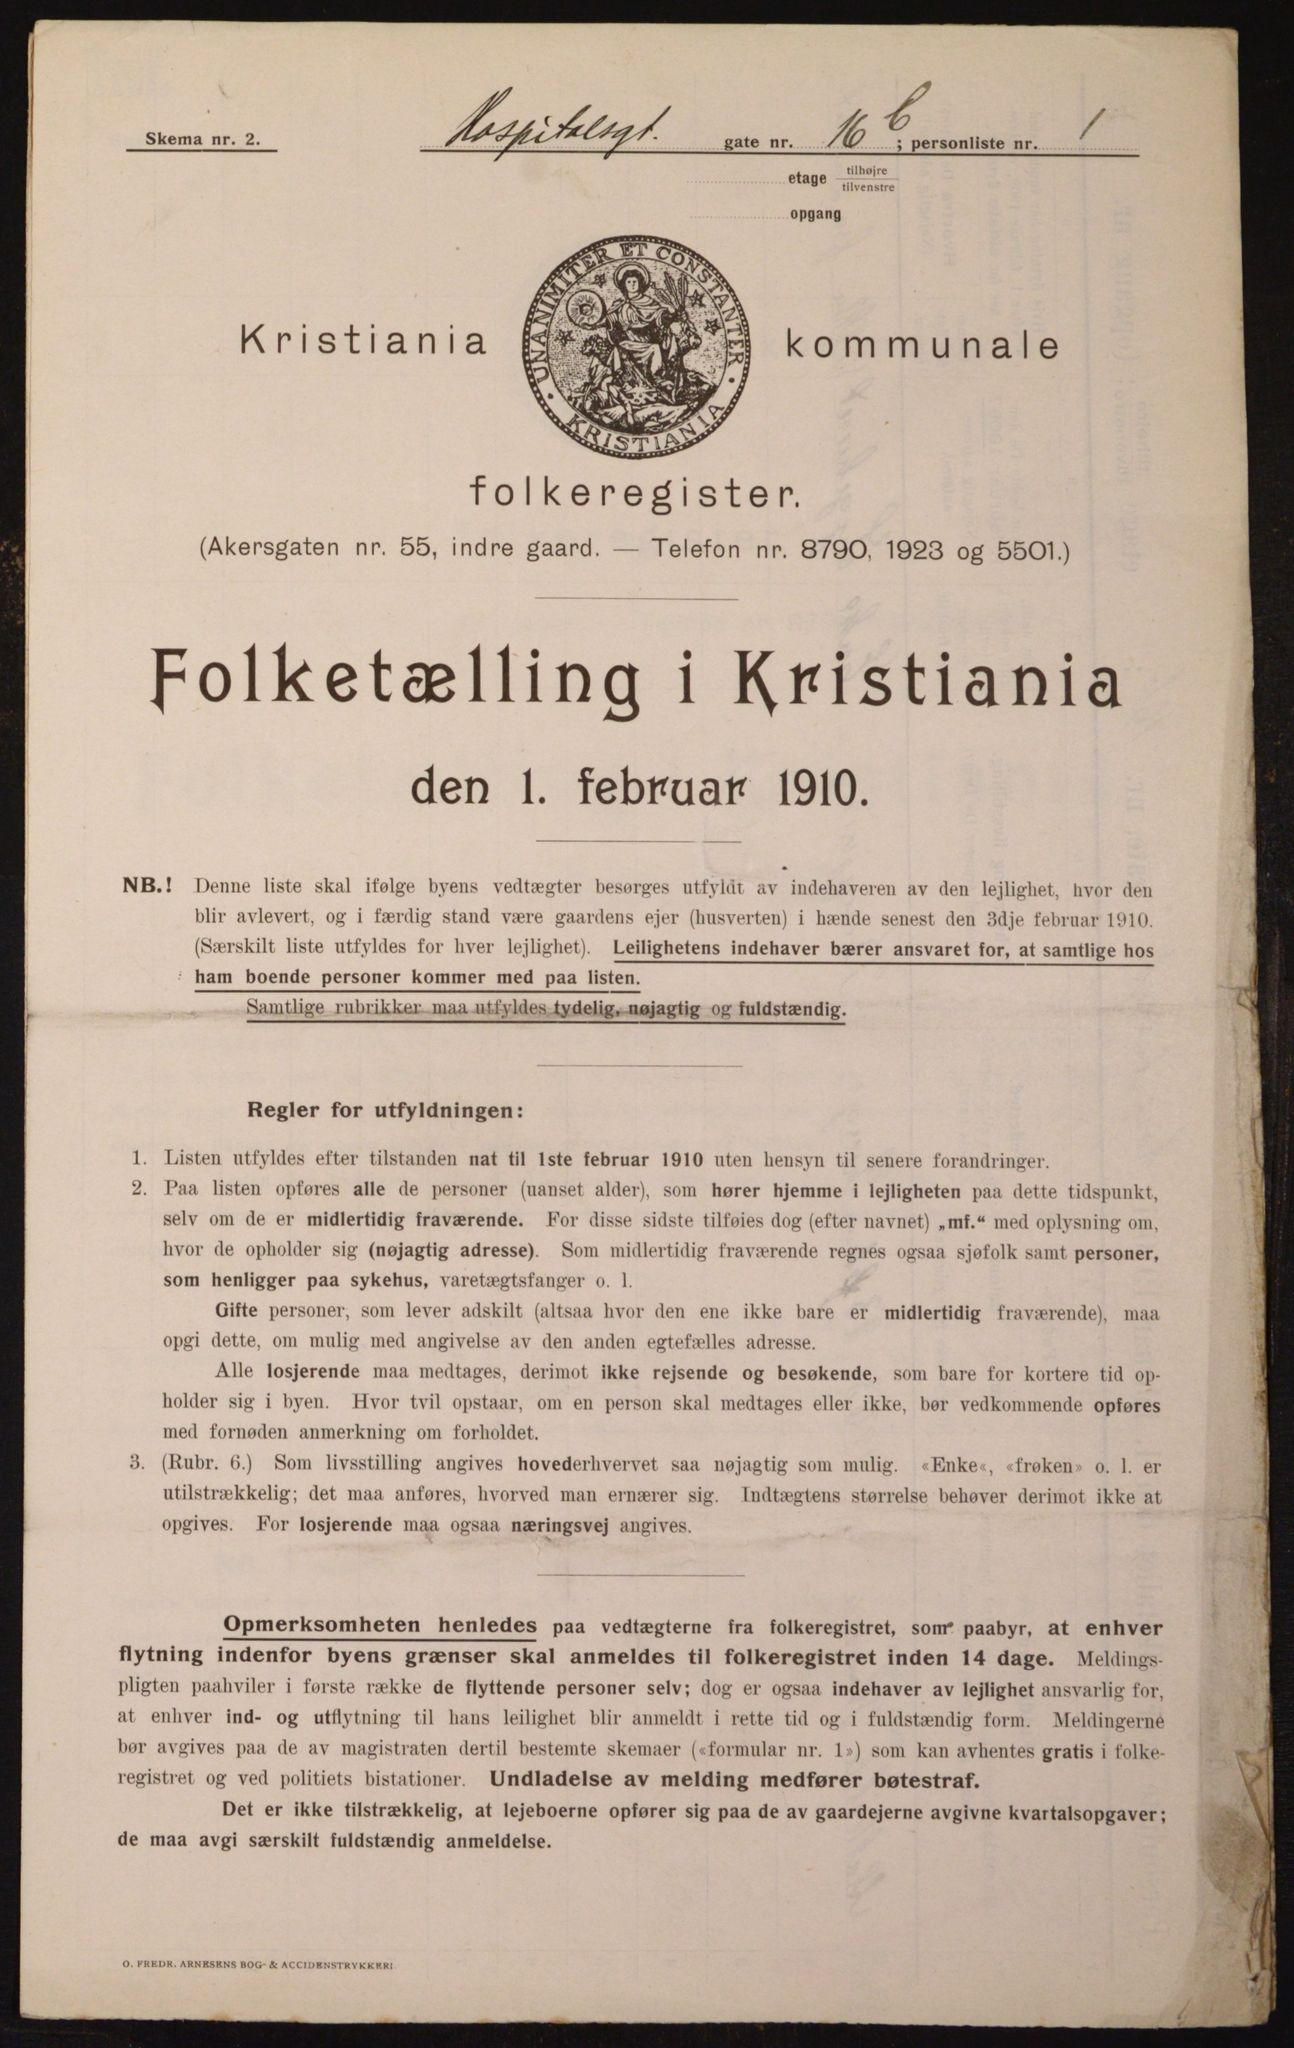 Skema nr. 2.
Hospitalsgt. gate nr. 16 C; personliste nr. 1
etage tilhøjre
tilvenstre
opgang
UNANIMITER ET CONSTANTER
KRISTIANIA
Kristiania kommunale
folkeregister.
(Akersgaten nr. 55, indre gaard. — Telefon nr. 8790, 1923 og 5501.)
Folketælling i Kristiania
den 1. februar 1910.
NB.! Denne liste skal ifølge byens vedtægter besørges utfyldt av indehaveren av den lejlighet, hvor den
blir avlevert, og i færdig stand være gaardens ejer (husverten) i hænde senest den 3dje februar 1910.
(Særskilt liste utfyldes for hver lejlighet). Leilighetens indehaver bærer ansvaret for, at samtlige hos
ham boende personer kommer med paa listen.
Samtlige rubrikker maa utfyldes tydelig, nøjagtig og fuldstændig.
Regler for utfyldningen:
1. Listen utfyldes efter tilstanden nat til 1ste februar 1910 uten hensyn til senere forandringer.
2. Paa listen opføres alle de personer (uanset alder), som hører hjemme i lejligheten paa dette tidspunkt,
selv om de er midlertidig fraværende. For disse sidste tilføies dog (efter navnet) „mf.“ med oplysning om,
hvor de opholder sig (nøjagtig adresse). Som midlertidig fraværende regnes ogsaa sjøfolk samt personer,
som henligger paa sykehus, varetægtsfanger o. l.
Gifte personer, som lever adskilt (altsaa hvor den ene ikke bare er midlertidig fraværende), maa
opgi dette, om mulig med angivelse av den anden egtefælles adresse.
Alle losjerende maa medtages, derimot ikke rejsende og besøkende, som bare for kortere tid op-
holder sig i byen. Hvor tvil opstaar, om en person skal medtages eller ikke, bør vedkommende opføres
med fornøden anmerkning om forholdet.
3. (Rubr. 6.) Som livsstilling angives hovederhvervet saa nøjagtig som mulig. «Enke«, «frøken» o. l. er
utilstrækkelig; det maa anføres, hvorved man ernærer sig. Indtægtens størrelse behøver derimot ikke at
opgives. For losjerende maa ogsaa næringsvej angives.
Opmerksomheten henledes paa vedtægterne fra folkeregistret, som paabyr, at enhver
flytning indenfor byens grænser skal anmeldes til folkeregistret inden 14 dage. Meldings-
pligten paahviler i første række de flyttende personer selv; dog er ogsaa indehaver av lejlighet ansvarlig for,
at enhver ind- og utflytning til hans leilighet blir anmeldt i rette tid og i fuldstændig form. Meldingerne
bør avgives paa de av magistraten dertil bestemte skemaer («formular nr. 1») som kan avhentes gratis i folke-
registret og ved politiets bistationer. Undladelse av melding medfører bøtestraf.
Det er ikke tilstrækkelig, at lejeboerne opfører sig paa de av gaardejerne avgivne kvartalsopgaver;
de maa avgi særskilt fuldstændig anmeldelse.
O. FREDR. ARNESENS BOG- & ACCIDENSTRYKKERI